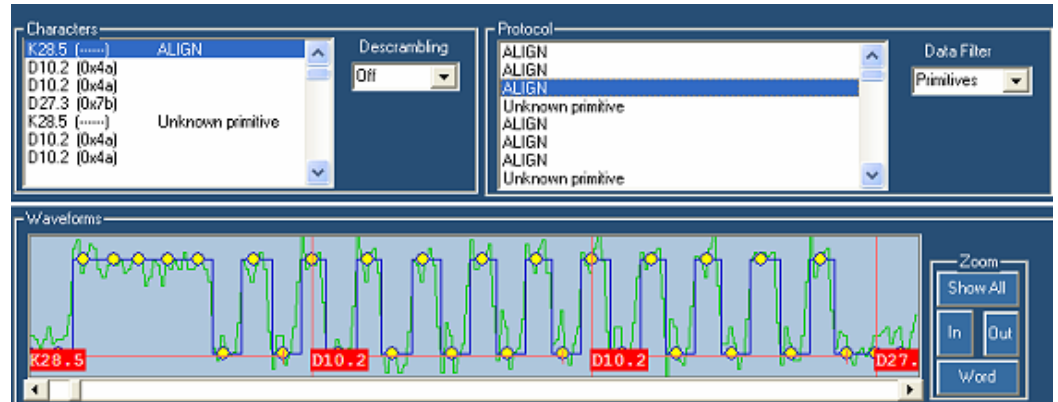 Characters
K28.5 (------) ALIGN
D10.2 (0x4a)
D10.2 (0x4a)
D27.3 (0x7b)
K28.5 (------) Unknown primitive
D10.2 (0x4a)
D10.2 (0x4a)
Descrambling
Off
Protocol
ALIGN
ALIGN
ALIGN
Unknown primitive
ALIGN
ALIGN
ALIGN
Unknown primitive
Data Filter
Primitives
Waveforms
K28.5 D10.2 D10.2 D27.
Zoom
Show All
In Out
Word